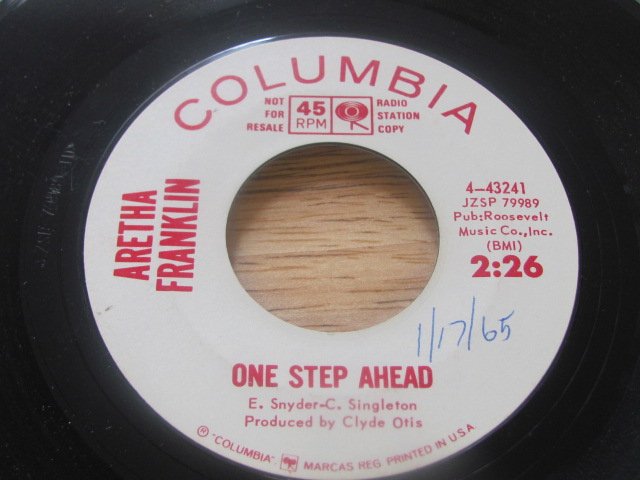 COLUMBIA
NOT
FOR
RESALE
45
RPM
RADIO
STATION
COPY
ARETHA
FRANKLIN
4-43241
JZSP 79989
Pub:Roosevelt
Music Co.,Inc.
(BMI)
2:26
1/17/65
ONE STEP AHEAD
E. Snyder-C. Singleton
Produced by Clyde Otis
"COLUMBIA" MARCAS REG. PRINTED IN U.S.A.